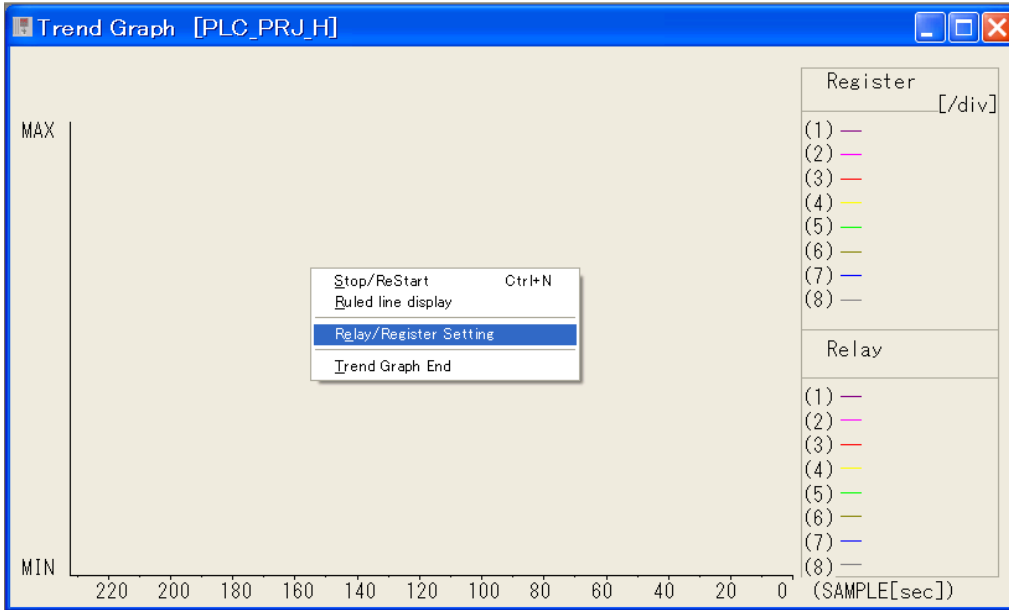 Trend Graph [PLC_PRJ_H]
Register
[/div]
MAX
(1)
(2)
(3)
(4)
(5)
(6)
(7)
(8)
Stop/ReStart Ctrl+N
Ruled line display
Relay/Register Setting
Trend Graph End
Relay
(1)
(2)
(3)
(4)
(5)
(6)
(7)
(8)
MIN
220 200 180 160 140 120 100 80 60 40 20 0 (SAMPLE[sec])